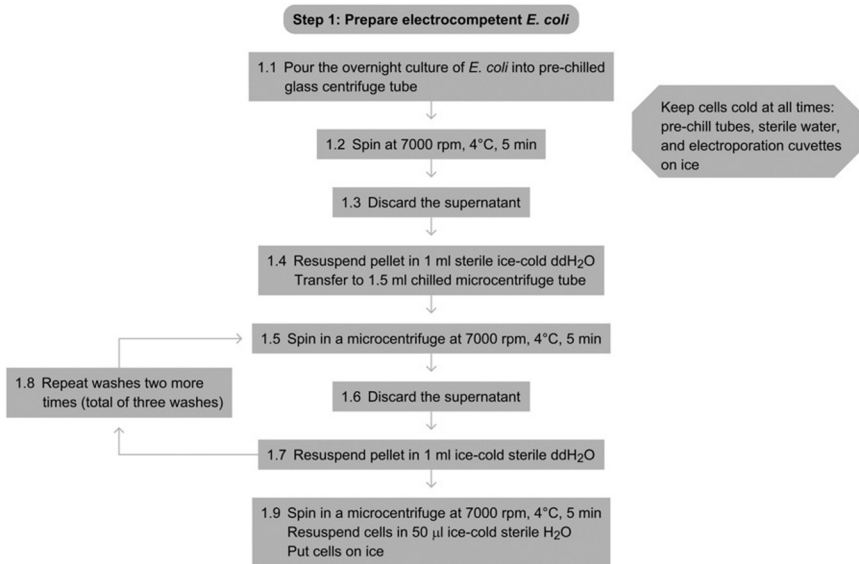 Step 1: Prepare electrocompetent E. coli
1.1 Pour the overnight culture of E. coli into pre-chilled
glass centrifuge tube
Keep cells cold at all times:
pre-chill tubes, sterile water,
and electroporation cuvettes
on ice
1.2 Spin at 7000 rpm, 4°C, 5 min
1.3 Discard the supernatant
1.4 Resuspend pellet in 1 ml sterile ice-cold ddH₂O
Transfer to 1.5 ml chilled microcentrifuge tube
1.5 Spin in a microcentrifuge at 7000 rpm, 4°C, 5 min
1.6 Discard the supernatant
1.7 Resuspend pellet in 1 ml ice-cold sterile ddH₂O
1.8 Repeat washes two more
times (total of three washes)
1.9 Spin in a microcentrifuge at 7000 rpm, 4°C, 5 min
Resuspend cells in 50 μl ice-cold sterile H₂O
Put cells on ice